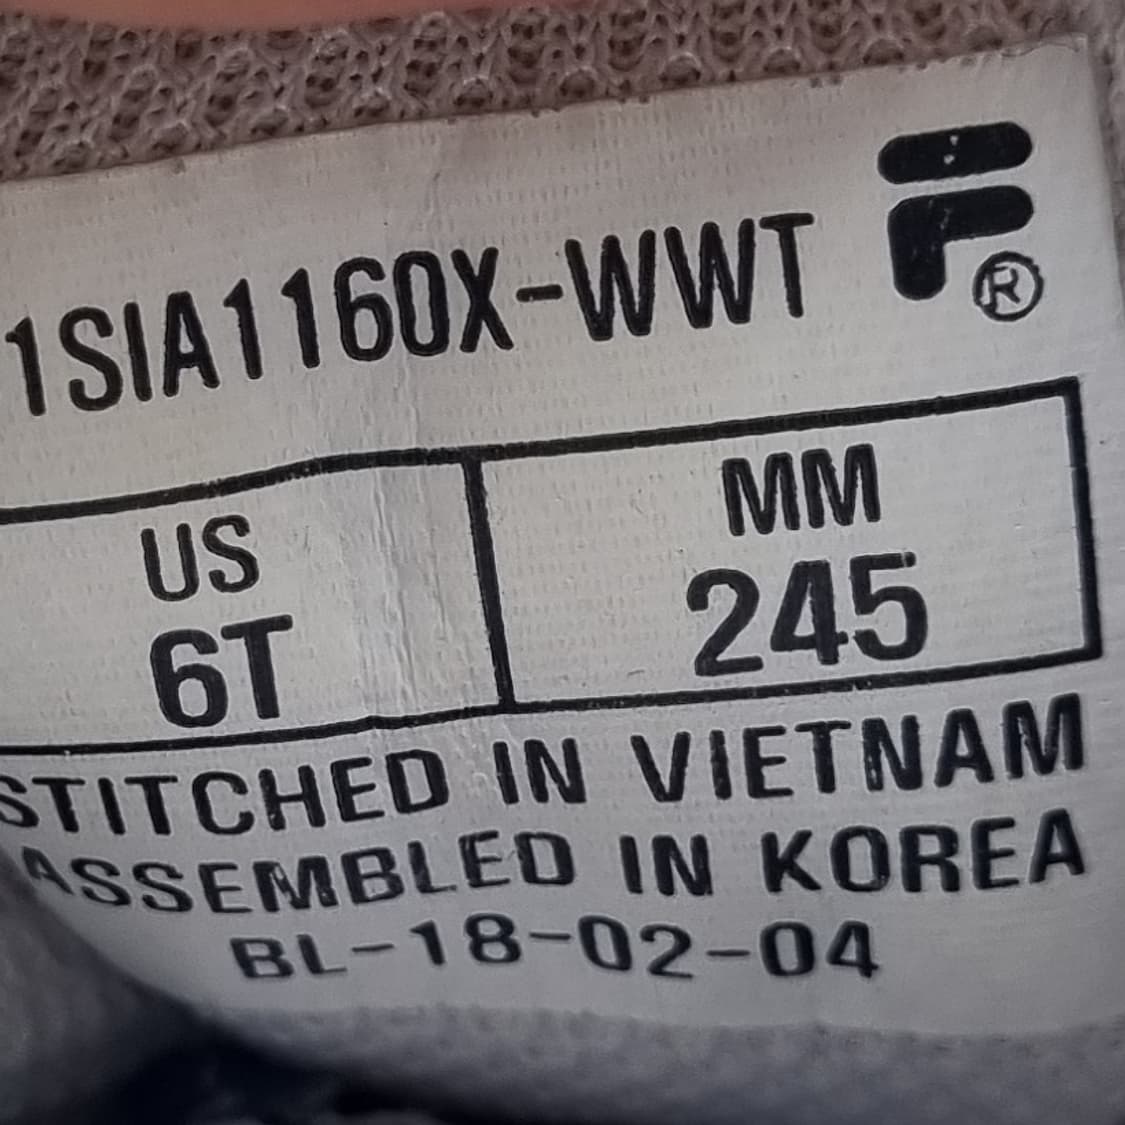 1SIA1160X-WWT
®
US MM
6T 245
STITCHED IN VIETNAM
ASSEMBLED IN KOREA
BL-18-02-04